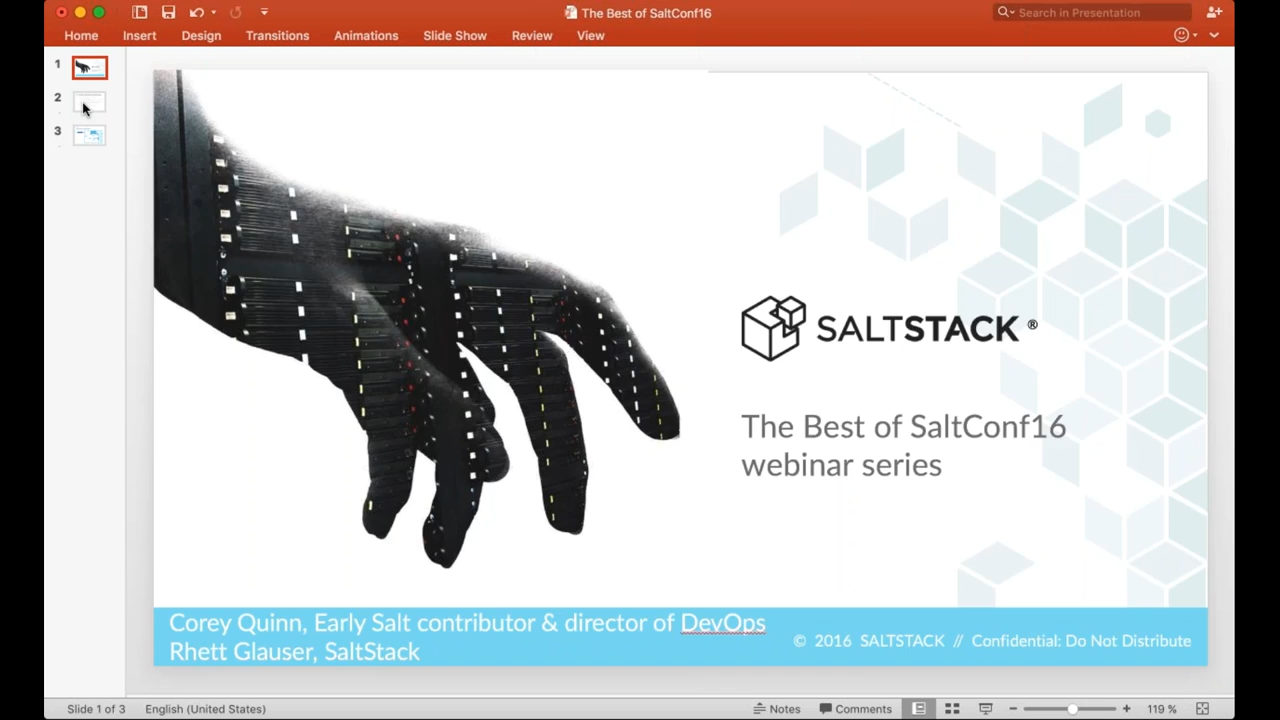 The Best of SaltConf16
Search in Presentation
Home Insert Design Transitions Animations Slide Show Review View
1
2
3
SALTSTACK ®
The Best of SaltConf16
webinar series
Corey Quinn, Early Salt contributor & director of DevOps
Rhett Glauser, SaltStack
© 2016 SALTSTACK // Confidential: Do Not Distribute
Slide 1 of 3 English (United States) Notes Comments 119 %